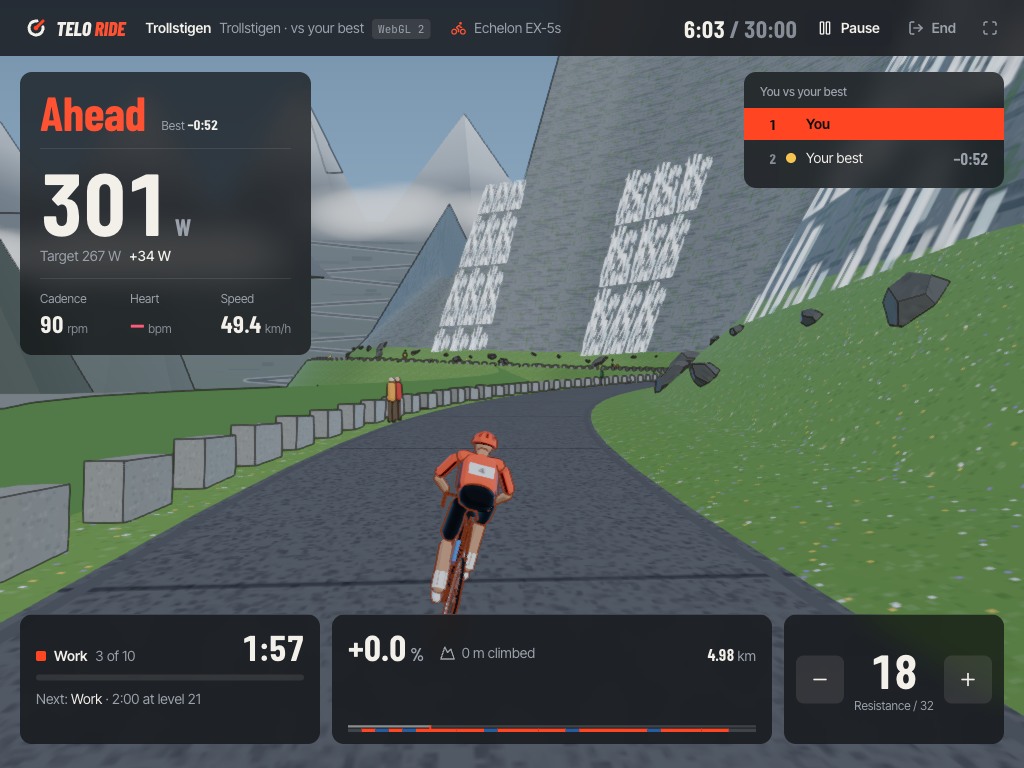 TELO RIDE Trollstigen Trollstigen · vs your best WebGL 2 Echelon EX-5s 6:03 / 30:00 Pause End
Ahead Best −0:52
301 W
Target 267 W +34 W
Cadence Heart Speed
90 rpm – bpm 49.4 km/h
You vs your best
1 You
2 Your best −0:52
Work 3 of 10 1:57
Next: Work · 2:00 at level 21
+0.0 % 0 m climbed 4.98 km
− 18 +
Resistance / 32